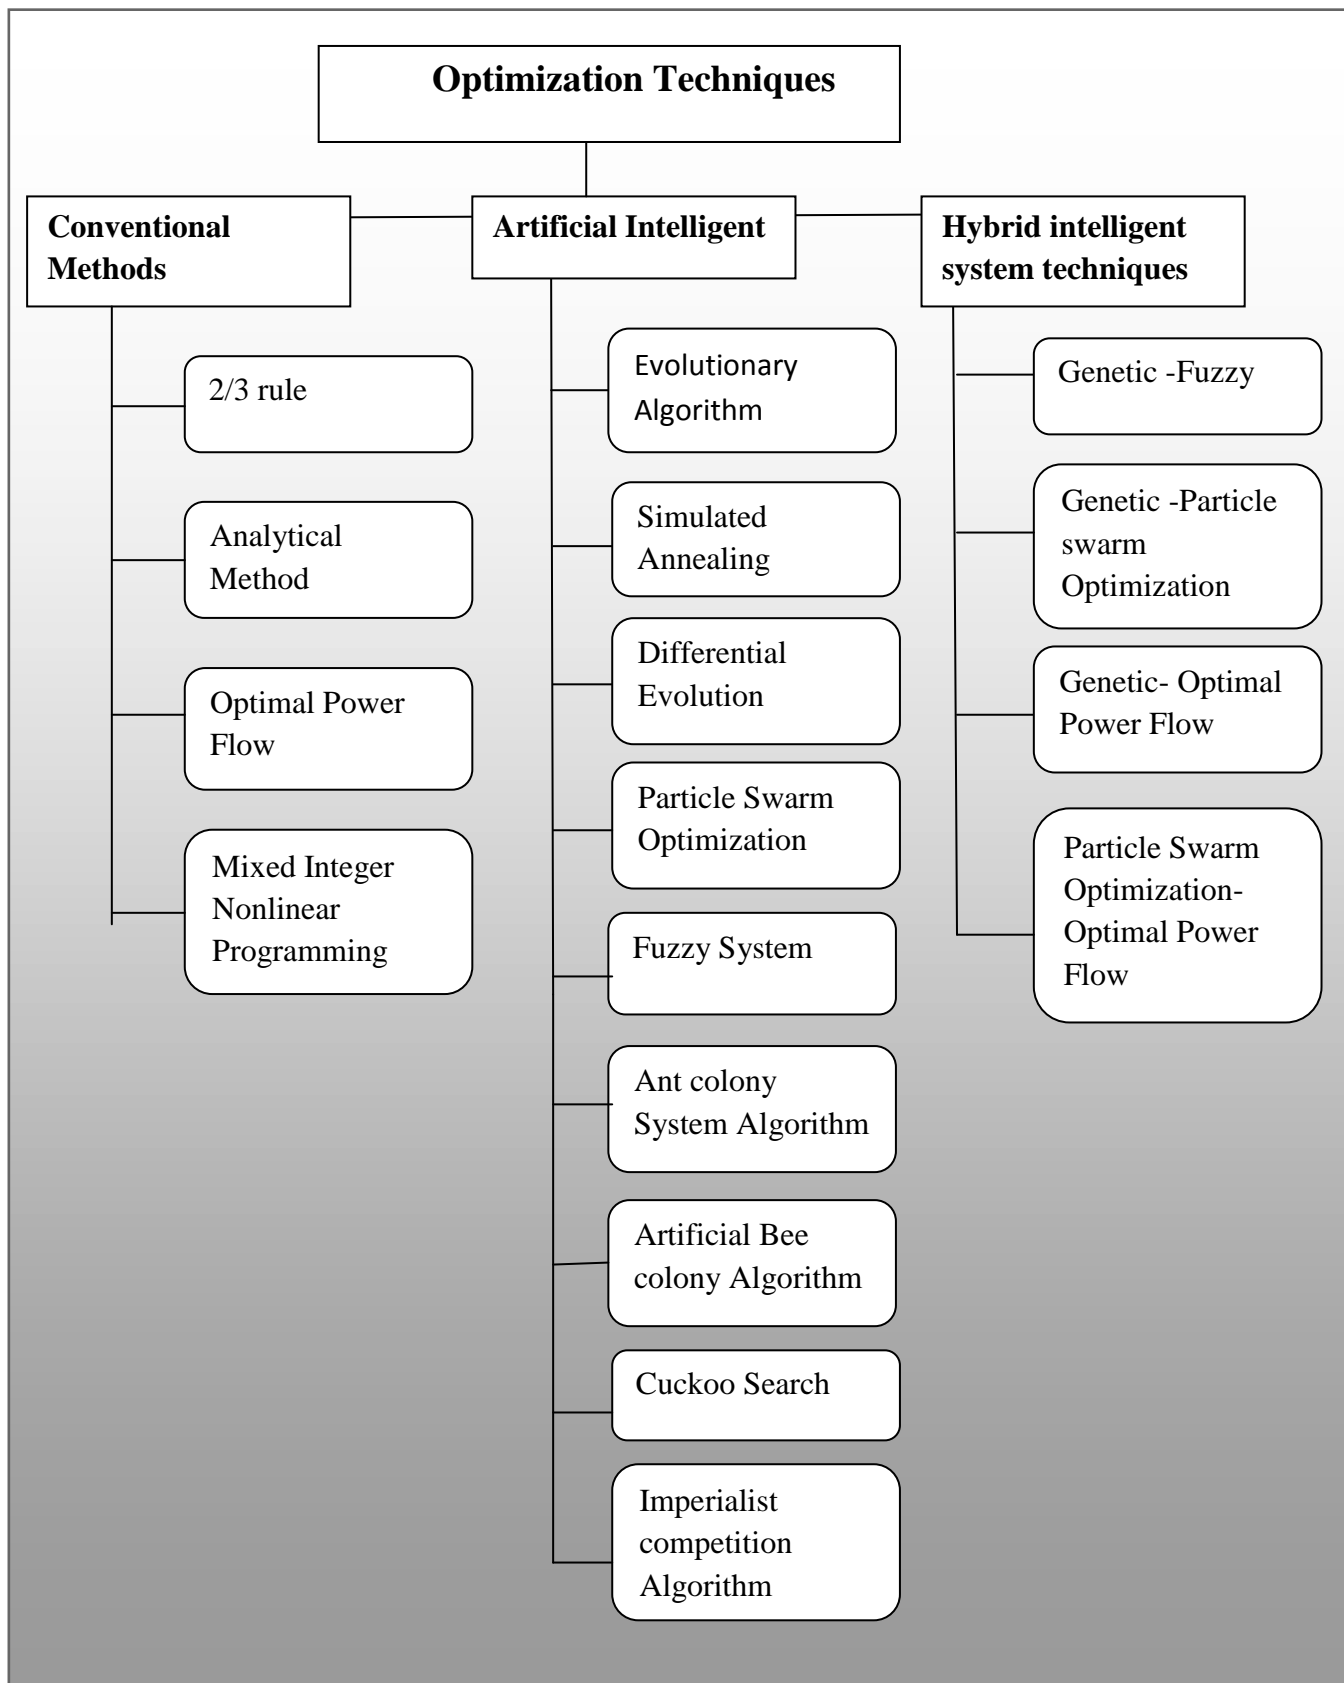 Optimization Techniques
Conventional
Methods
Artificial Intelligent
Hybrid intelligent
system techniques
2/3 rule
Analytical
Method
Optimal Power
Flow
Mixed Integer
Nonlinear
Programming
Evolutionary
Algorithm
Simulated
Annealing
Differential
Evolution
Particle Swarm
Optimization
Fuzzy System
Ant colony
System Algorithm
Artificial Bee
colony Algorithm
Cuckoo Search
Imperialist
competition
Algorithm
Genetic -Fuzzy
Genetic -Particle
swarm
Optimization
Genetic- Optimal
Power Flow
Particle Swarm
Optimization-
Optimal Power
Flow